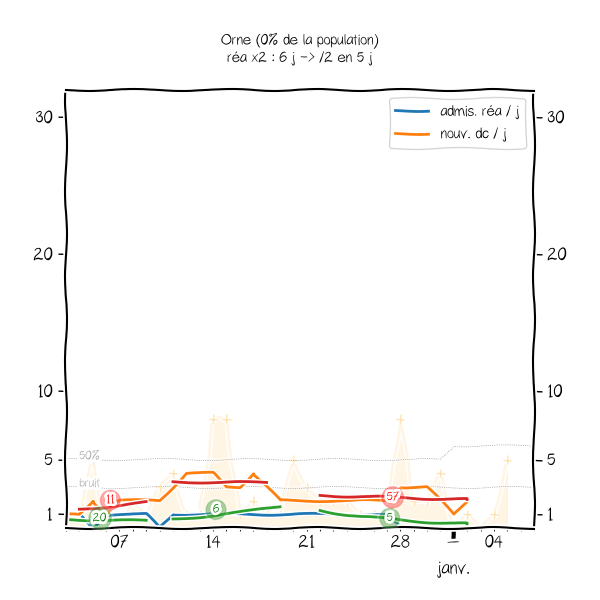 Orne (0% de la population)
réa x2 : 6 j -> /2 en 5 j
admis. réa / j
nouv. dc / j
30 30
20 20
10 10
5 50% 5
bruit
1 1
11 20 6 57 5
07 14 21 28 1 04
janv.